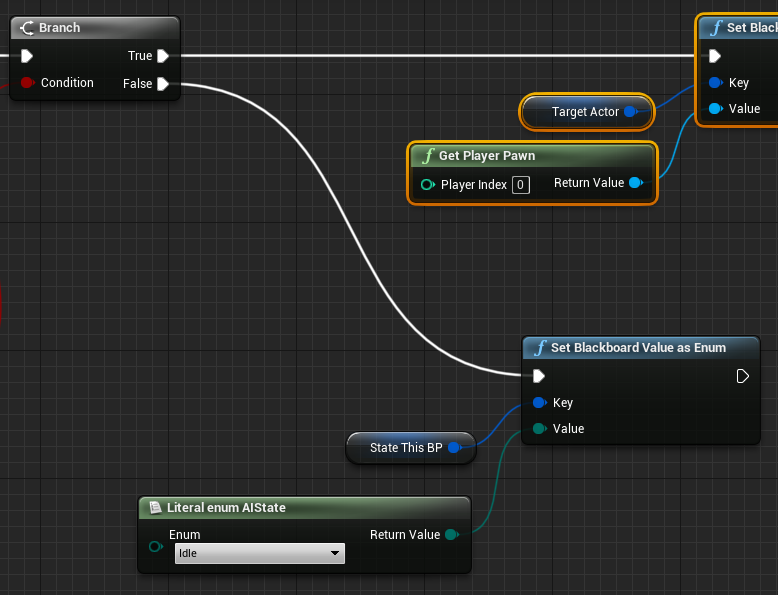 Branch
True
Condition
False
Set Blac
Key
Value
Target Actor
f Get Player Pawn
Player Index 0
Return Value
f Set Blackboard Value as Enum
Key
Value
State This BP
Literal enum AIState
Enum
Return Value
Idle